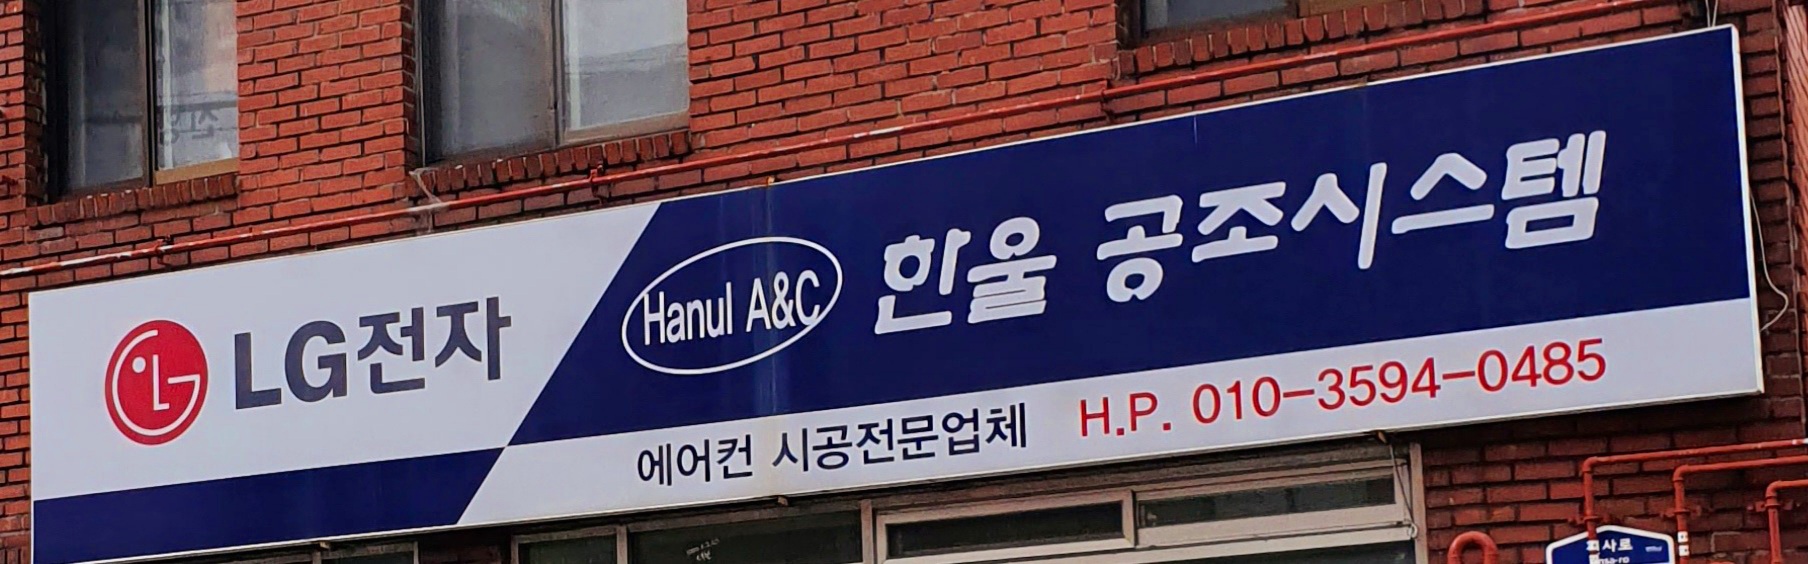 LG전자
Hanul A&C
한울 공조시스템
에어컨 시공전문업체 H.P. 010-3594-0485